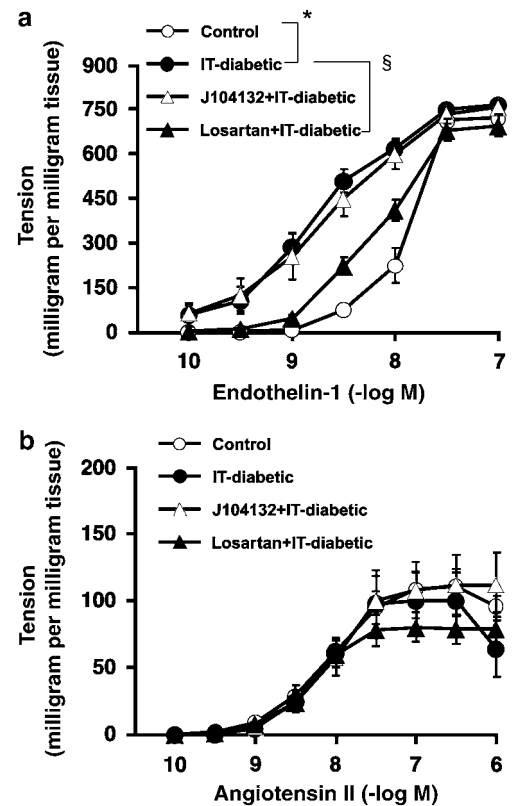 a
Control
*
IT-diabetic
§
J104132+IT-diabetic
Losartan+IT-diabetic
Tension
(milligram per milligram tissue)
900
750
600
450
300
150
0
10 9 8 7
Endothelin-1 (-log M)
b
Control
IT-diabetic
J104132+IT-diabetic
Losartan+IT-diabetic
Tension
(milligram per milligram tissue)
200
150
100
50
0
10 9 8 7 6
Angiotensin II (-log M)